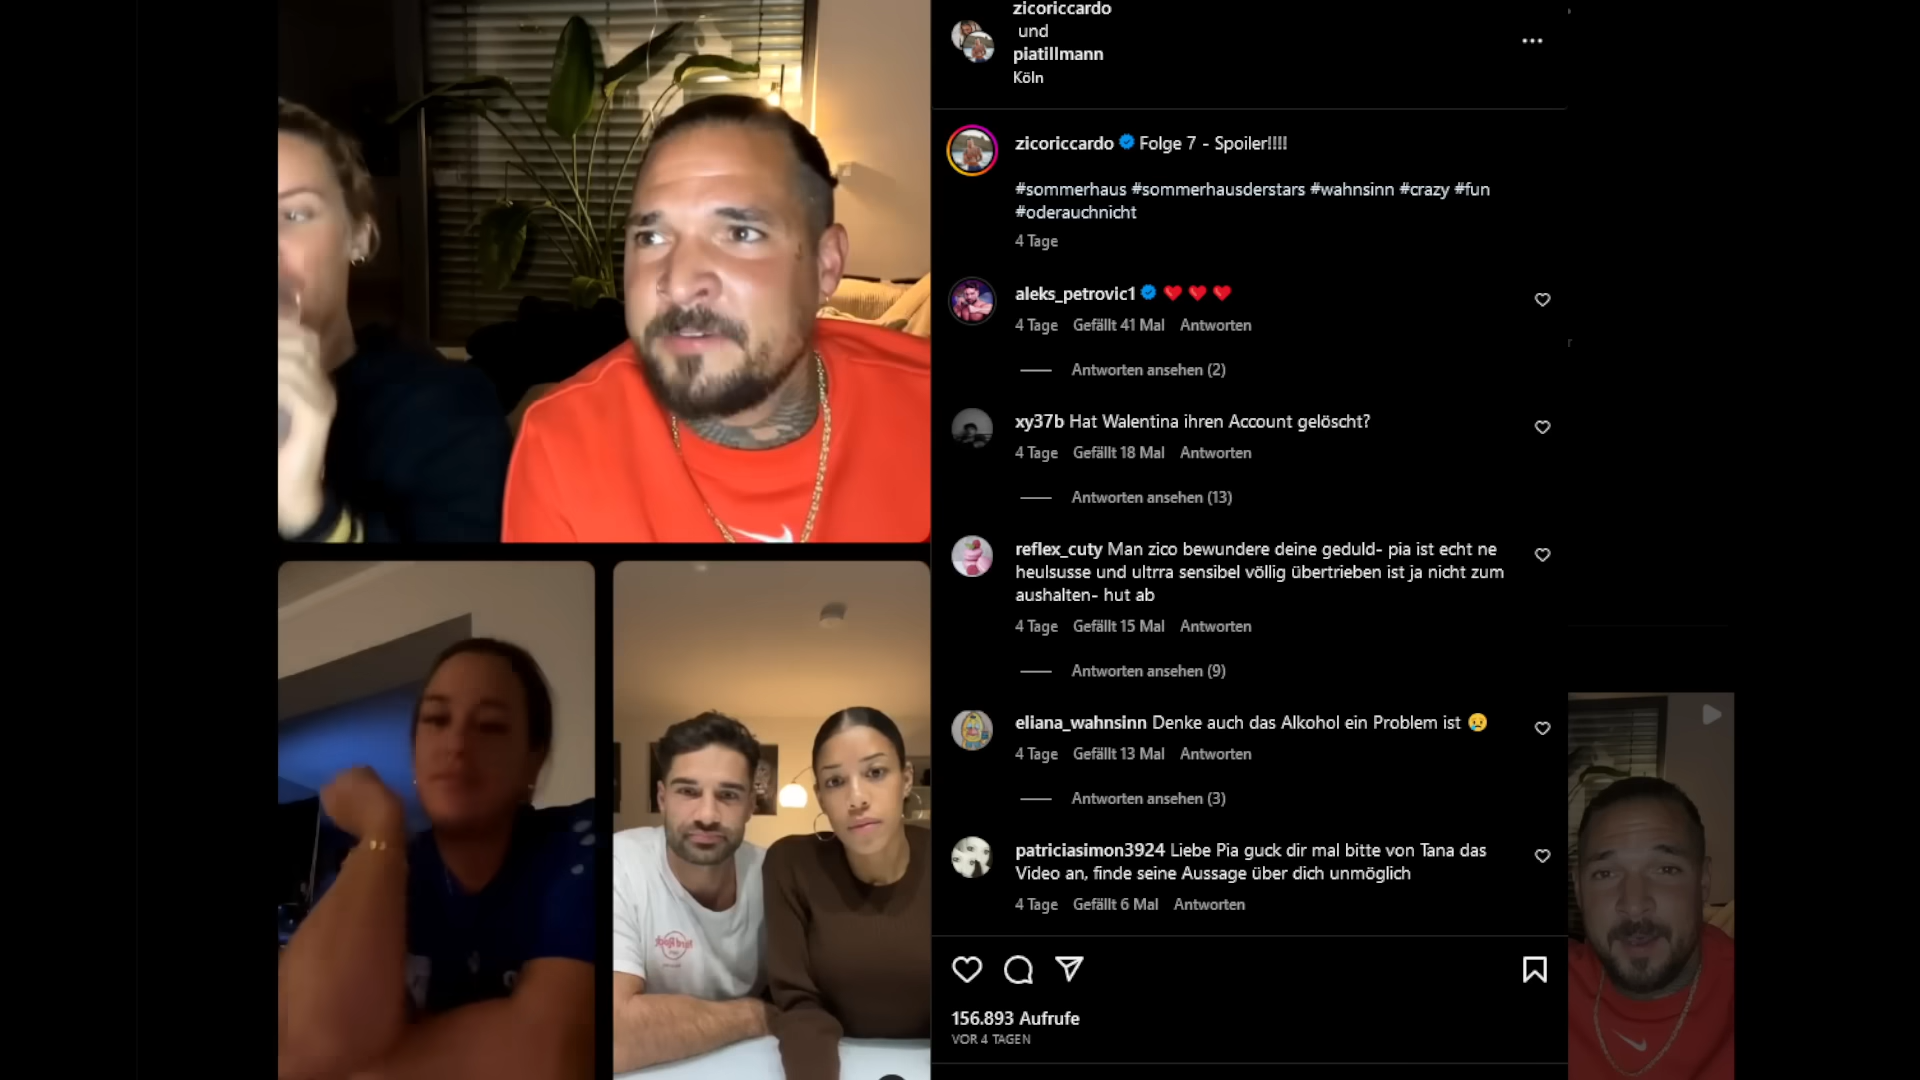 zicoriccardo
und
piatillmann
Köln
zicoriccardo Folge 7 - Spoiler!!!!
#sommerhaus #sommerhausderstars #wahnsinn #crazy #fun
#oderauchnicht
4 Tage
aleks_petrovic1 ❤️ ❤️ ❤️
4 Tage Gefällt 41 Mal Antworten
Antworten ansehen (2)
xy37b Hat Walentina ihren Account gelöscht?
4 Tage Gefällt 18 Mal Antworten
Antworten ansehen (13)
reflex_cuty Man zico bewundere deine geduld- pia ist echt ne
heulsusse und ultrra sensibel völlig übertrieben ist ja nicht zum
aushalten- hut ab
4 Tage Gefällt 15 Mal Antworten
Antworten ansehen (9)
eliana_wahnsinn Denke auch das Alkohol ein Problem ist 😢
4 Tage Gefällt 13 Mal Antworten
Antworten ansehen (3)
patriciasimon3924 Liebe Pia guck dir mal bitte von Tana das
Video an, finde seine Aussage über dich unmöglich
4 Tage Gefällt 6 Mal Antworten
156.893 Aufrufe
VOR 4 TAGEN